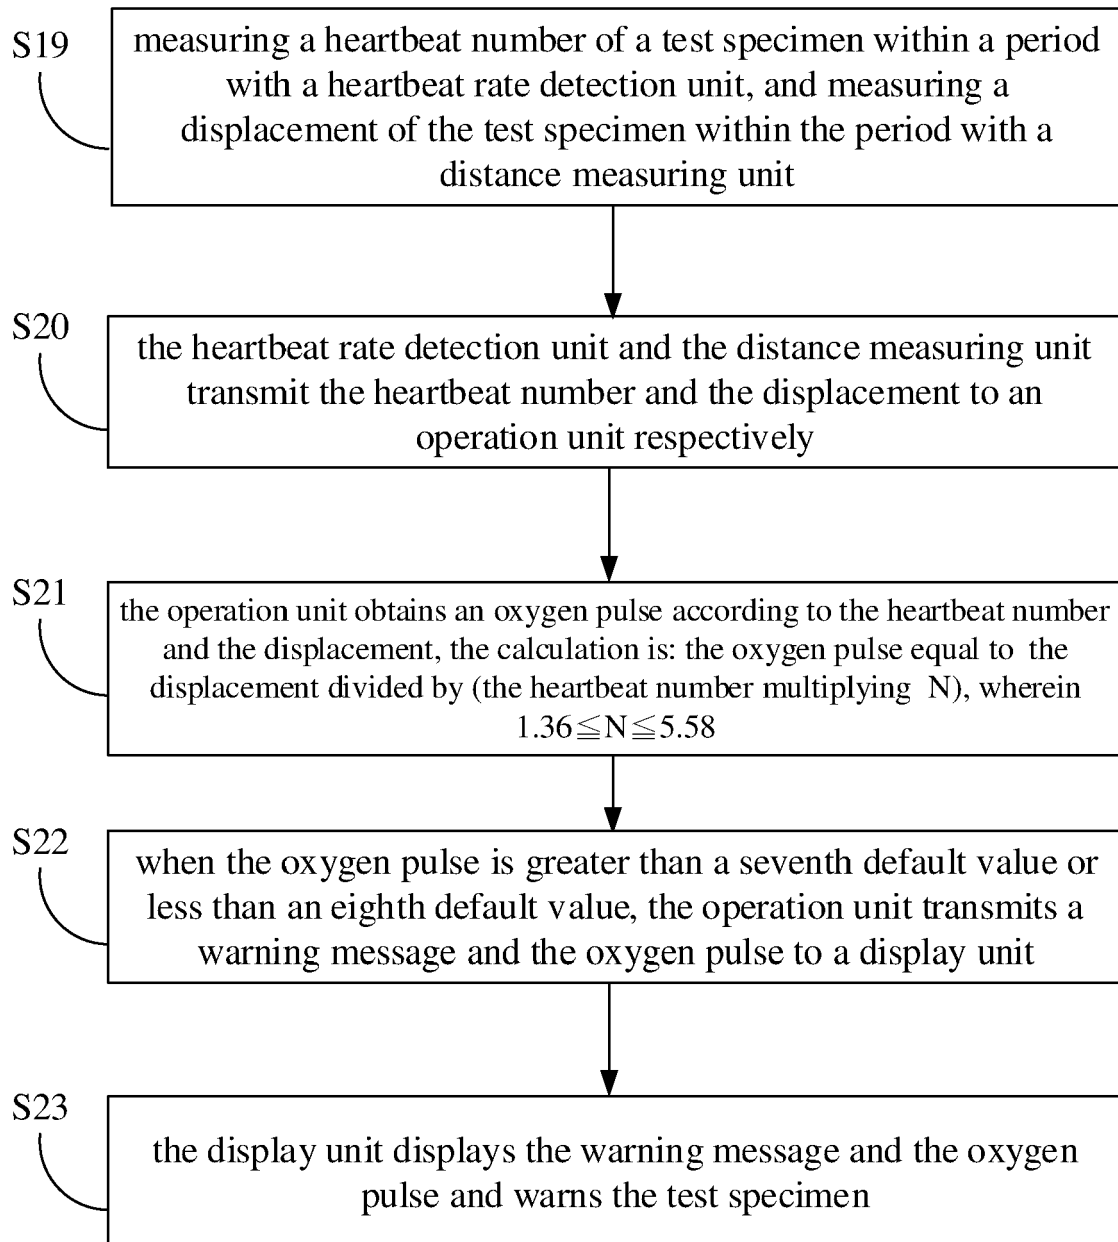 S19
measuring a heartbeat number of a test specimen within a period
with a heartbeat rate detection unit, and measuring a
displacement of the test specimen within the period with a
distance measuring unit
S20
the heartbeat rate detection unit and the distance measuring unit
transmit the heartbeat number and the displacement to an
operation unit respectively
S21
the operation unit obtains an oxygen pulse according to the heartbeat number
and the displacement, the calculation is: the oxygen pulse equal to the
displacement divided by (the heartbeat number multiplying N), wherein
1.36≦N≦5.58
S22
when the oxygen pulse is greater than a seventh default value or
less than an eighth default value, the operation unit transmits a
warning message and the oxygen pulse to a display unit
S23
the display unit displays the warning message and the oxygen
pulse and warns the test specimen